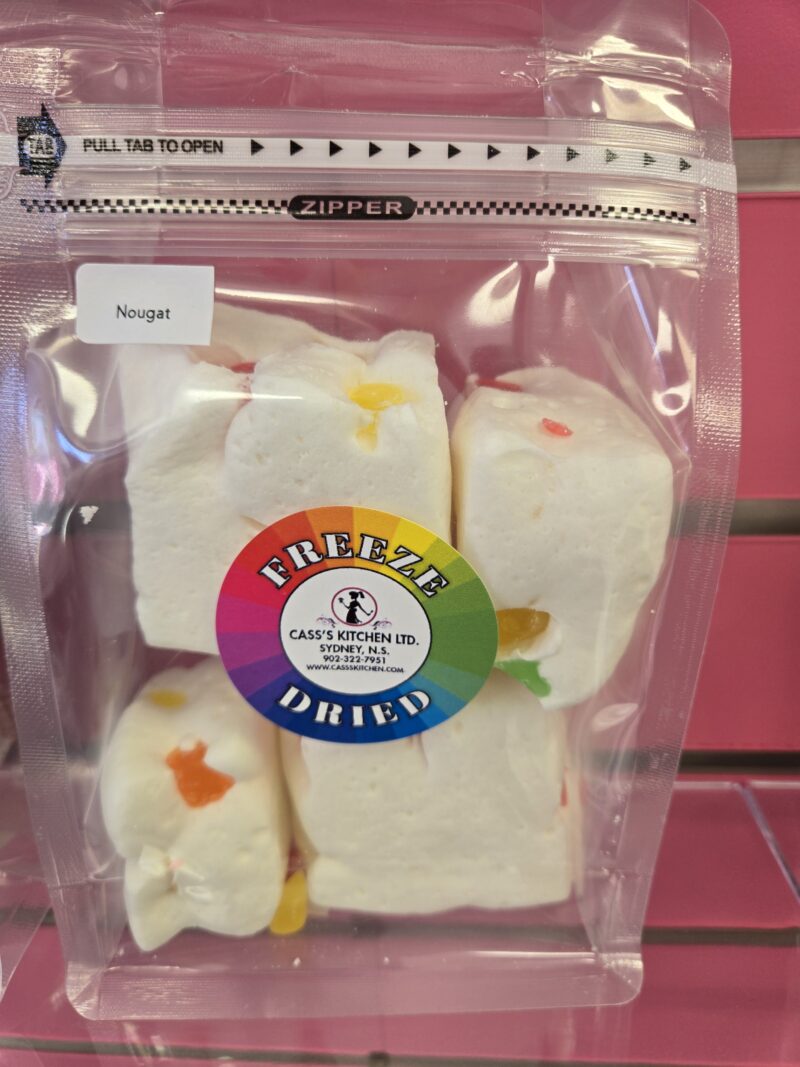 TAB
PULL TAB TO OPEN
ZIPPER
Nougat
FREEZE
CASS'S KITCHEN LTD.
SYDNEY, N.S.
902-322-7951
WWW.CASSSKITCHEN.COM
DRIED